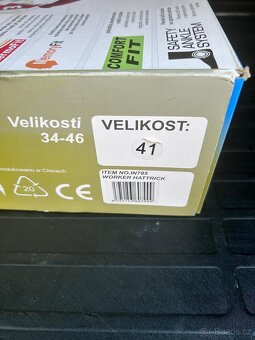 COMFORT
FIT
SAFETY
ANKLE
SYSTEM
Velikosti
34-46
VELIKOST:
41
ITEM NO.IN785
WORKER HATTRICK
CE
20